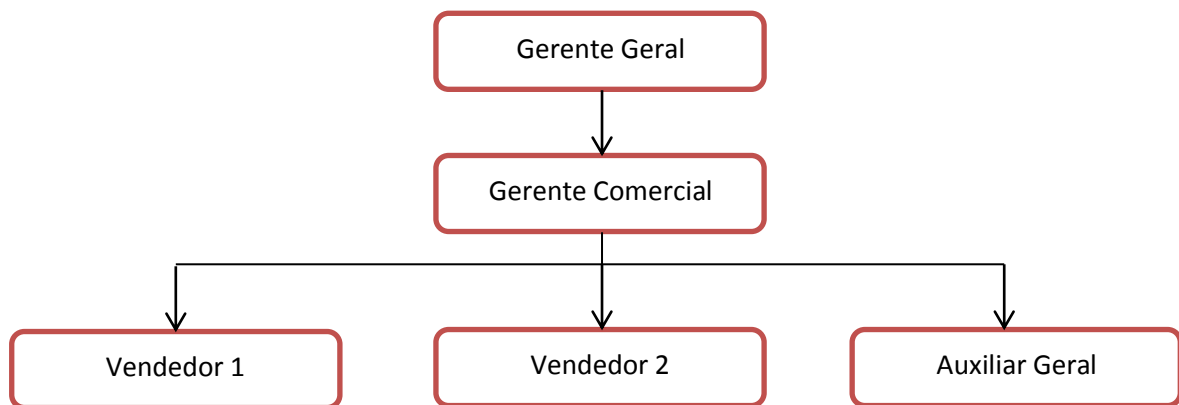 Gerente Geral
Gerente Comercial
Vendedor 1
Vendedor 2
Auxiliar Geral